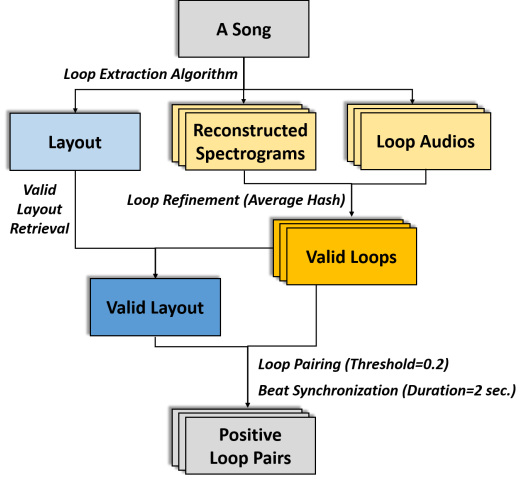 A Song
Loop Extraction Algorithm
Layout
Reconstructed
Spectrograms
Loop Audios
Valid
Layout
Retrieval
Loop Refinement (Average Hash)
Valid Loops
Valid Layout
Loop Pairing (Threshold=0.2)
Beat Synchronization (Duration=2 sec.)
Positive
Loop Pairs